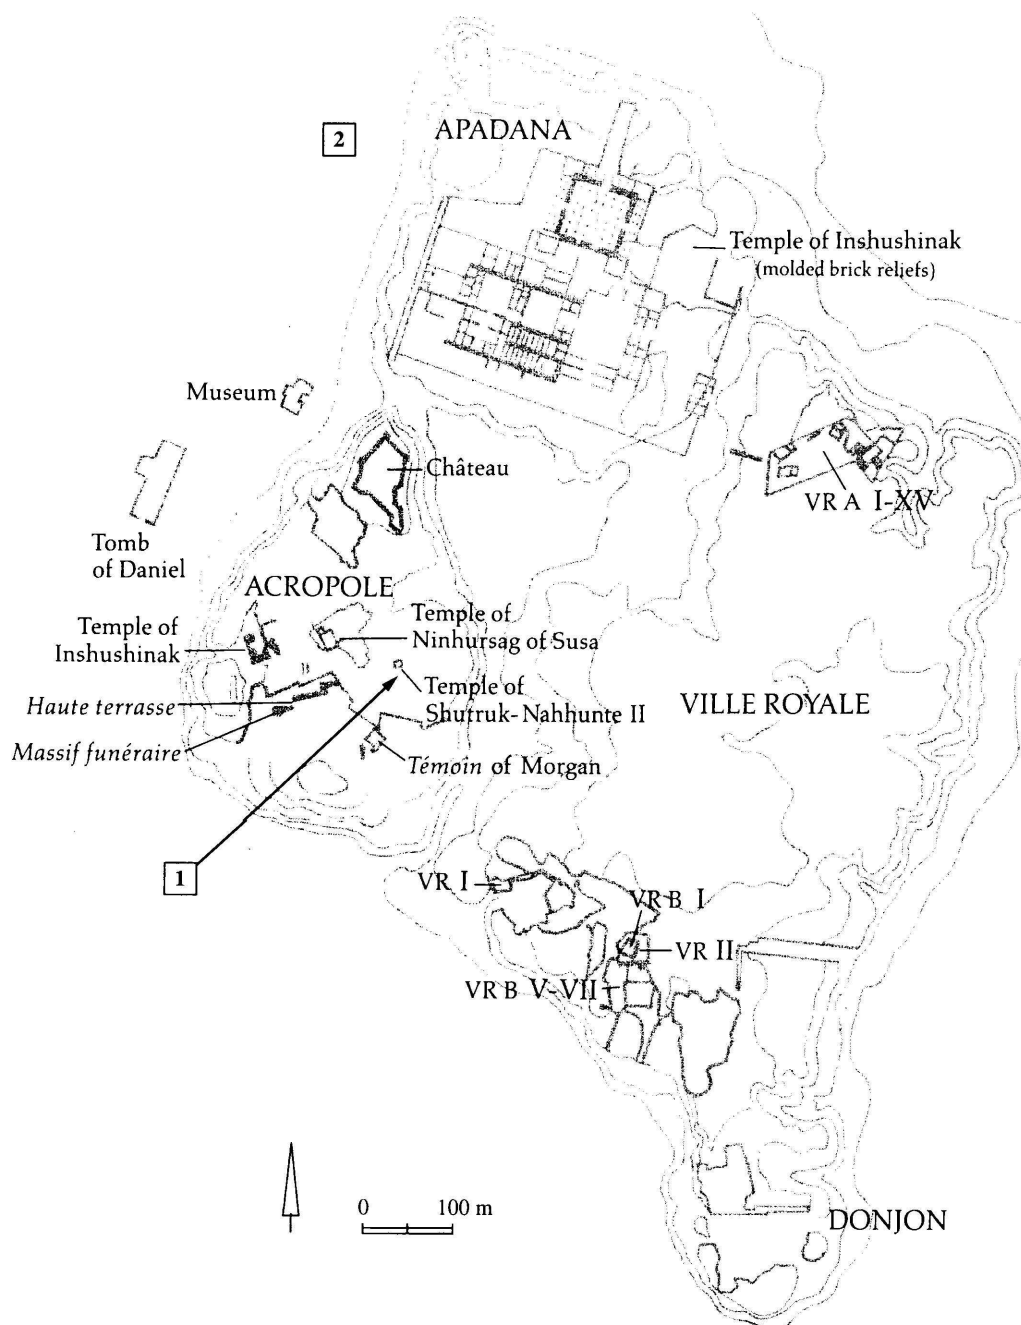 2
APADANA
Temple of Inshushinak
(molded brick reliefs)
Museum
Château
VR A I-XV
Tomb
of Daniel
ACROPOLE
Temple of
Inshushinak
Temple of
Ninhursag of Susa
Temple of
Shutruk-Nahhunte II
VILLE ROYALE
Haute terrasse
Massif funéraire
Témoin of Morgan
1
VR I
VR B I
VR II
VR B V-VII
0 100 m
DONJON